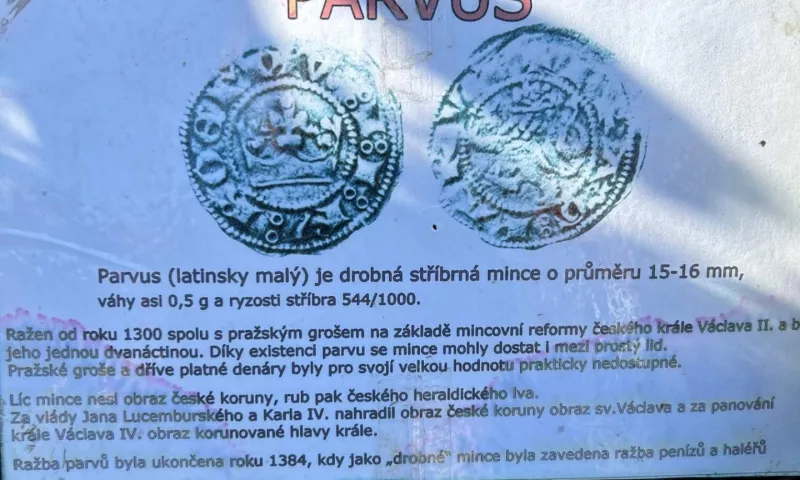 PARVUS
Parvus (latinsky malý) je drobná stříbrná mince o průměru 15-16 mm,
váhy asi 0,5 g a ryzosti stříbra 544/1000.
Ražen od roku 1300 spolu s pražským grošem na základě mincovní reformy českého krále Václava II. a b
jeho jednou dvanáctinou. Díky existenci parvu se mince mohly dostat i mezi prostý lid.
Pražské groše a dříve platné denáry byly pro svojí velkou hodnotu prakticky nedostupné.
Líc mince nesl obraz české koruny, rub pak českého heraldického lva.
Za vlády Jana Lucemburského a Karla IV. nahradil obraz české koruny obraz sv.Václava a za panování
krále Václava IV. obraz korunované hlavy krále.
Ražba parvů byla ukončena roku 1384, kdy jako „drobné" mince byla zavedena ražba penízů a haléřů